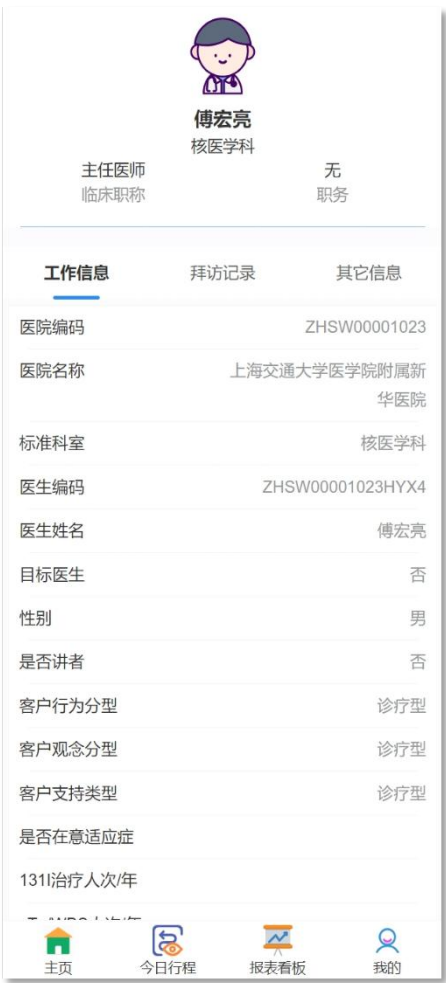 傅宏亮
核医学科
主任医师 无
临床职称 职务
工作信息 拜访记录 其它信息
医院编码 ZHSW00001023
医院名称 上海交通大学医学院附属新
华医院
标准科室 核医学科
医生编码 ZHSW00001023HYX4
医生姓名 傅宏亮
目标医生 否
性别 男
是否讲者 否
客户行为分型 诊疗型
客户观念分型 诊疗型
客户支持类型 诊疗型
是否在意适应症
131I治疗人次/年
主页 今日行程 报表看板 我的